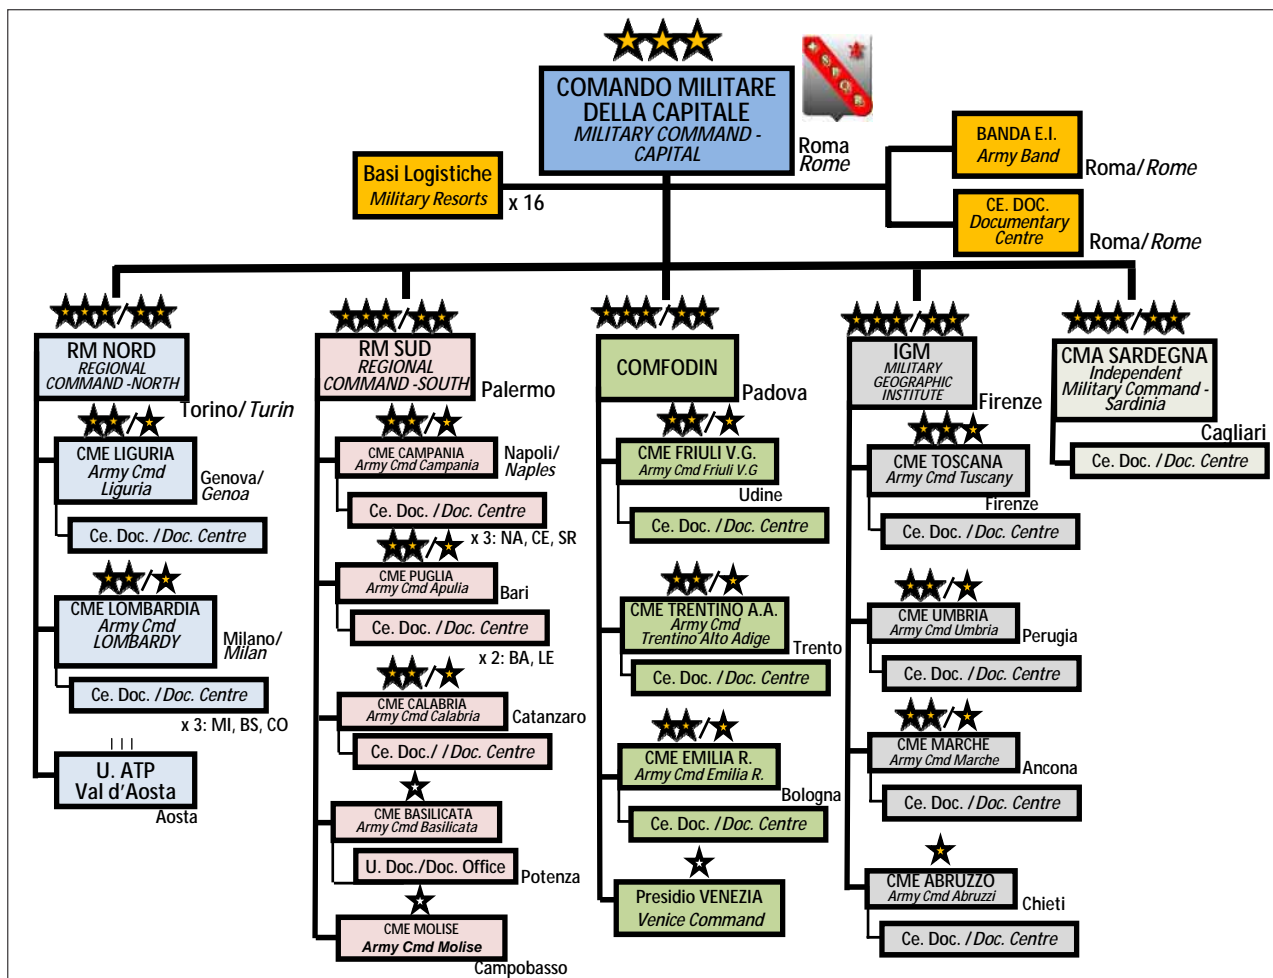 COMANDO MILITARE
DELLA CAPITALE
MILITARY COMMAND -
CAPITAL
Roma
Rome
Basi Logistiche
Military Resorts
x 16
BANDA E.I.
Army Band
Roma/Rome
CE. DOC.
Documentary
Centre
Roma/Rome
RM NORD
REGIONAL
COMMAND -NORTH
Torino/Turin
CME LIGURIA
Army Cmd
Liguria
Genova/
Genoa
Ce. Doc. /Doc. Centre
CME LOMBARDIA
Army Cmd
LOMBARDY
Milano/
Milan
Ce. Doc. /Doc. Centre
x 3: MI, BS, CO
U. ATP
Val d'Aosta
Aosta
RM SUD
REGIONAL
COMMAND -SOUTH
Palermo
CME CAMPANIA
Army Cmd Campania
Napoli/
Naples
Ce. Doc. /Doc. Centre
x 3: NA, CE, SR
CME PUGLIA
Army Cmd Apulia
Bari
Ce. Doc. /Doc. Centre
x 2: BA, LE
CME CALABRIA
Army Cmd Calabria
Catanzaro
Ce. Doc./ /Doc. Centre
CME BASILICATA
Army Cmd Basilicata
U. Doc./Doc. Office
Potenza
CME MOLISE
Army Cmd Molise
Campobasso
COMFODIN
Padova
CME FRIULI V.G.
Army Cmd Friuli V.G
Udine
Ce. Doc. /Doc. Centre
CME TRENTINO A.A.
Army Cmd
Trentino Alto Adige
Trento
Ce. Doc. /Doc. Centre
CME EMILIA R.
Army Cmd Emilia R.
Bologna
Ce. Doc. /Doc. Centre
Presidio VENEZIA
Venice Command
IGM
MILITARY
GEOGRAPHIC
INSTITUTE
Firenze
CME TOSCANA
Army Cmd Tuscany
Firenze
Ce. Doc. /Doc. Centre
CME UMBRIA
Army Cmd Umbria
Perugia
Ce. Doc. /Doc. Centre
CME MARCHE
Army Cmd Marche
Ancona
Ce. Doc. /Doc. Centre
CME ABRUZZO
Army Cmd Abruzzi
Chieti
Ce. Doc. /Doc. Centre
CMA SARDEGNA
Independent
Military Command -
Sardinia
Cagliari
Ce. Doc. /Doc. Centre